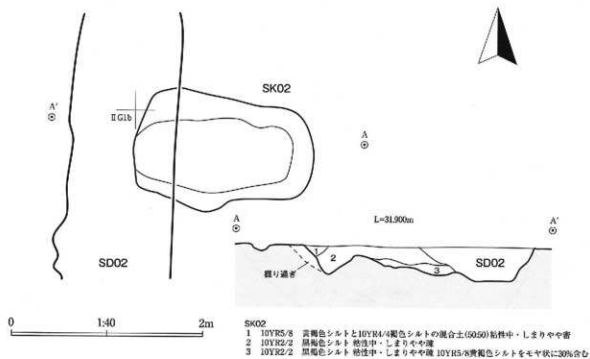 SK02
A'
ⅡG1b
A
L=31.900m
A
A'
1
2
3
SD02
掘り過ぎ
SD02
0
1:40
2m
SK02
1 10YR5/8 黄褐色シルトと10YR4/4褐色シルトの混合土(50:50)粘性中・しまりやや密
2 10YR2/2 黒褐色シルト 粘性中・しまりやや疎
3 10YR2/2 黒褐色シルト 粘性中・しまりやや疎 10YR5/8黄褐色シルトをモヤ状に30%含む